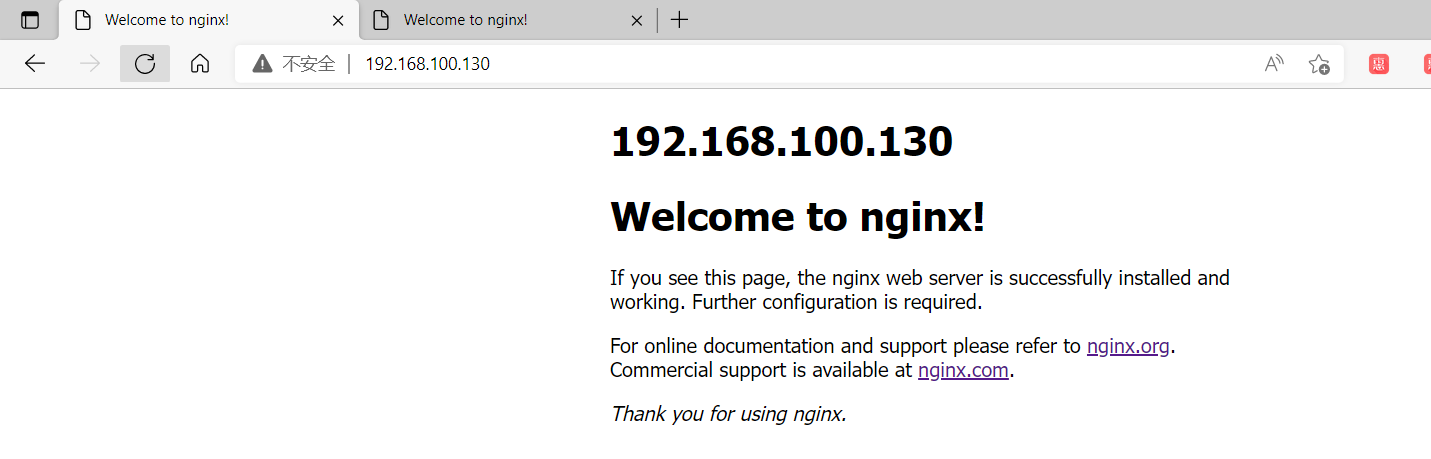 Welcome to nginx!
Welcome to nginx!
不安全
192.168.100.130
A
惠
192.168.100.130
Welcome to nginx!
If you see this page, the nginx web server is successfully installed and
working. Further configuration is required.
For online documentation and support please refer to nginx.org.
Commercial support is available at nginx.com.
Thank you for using nginx.